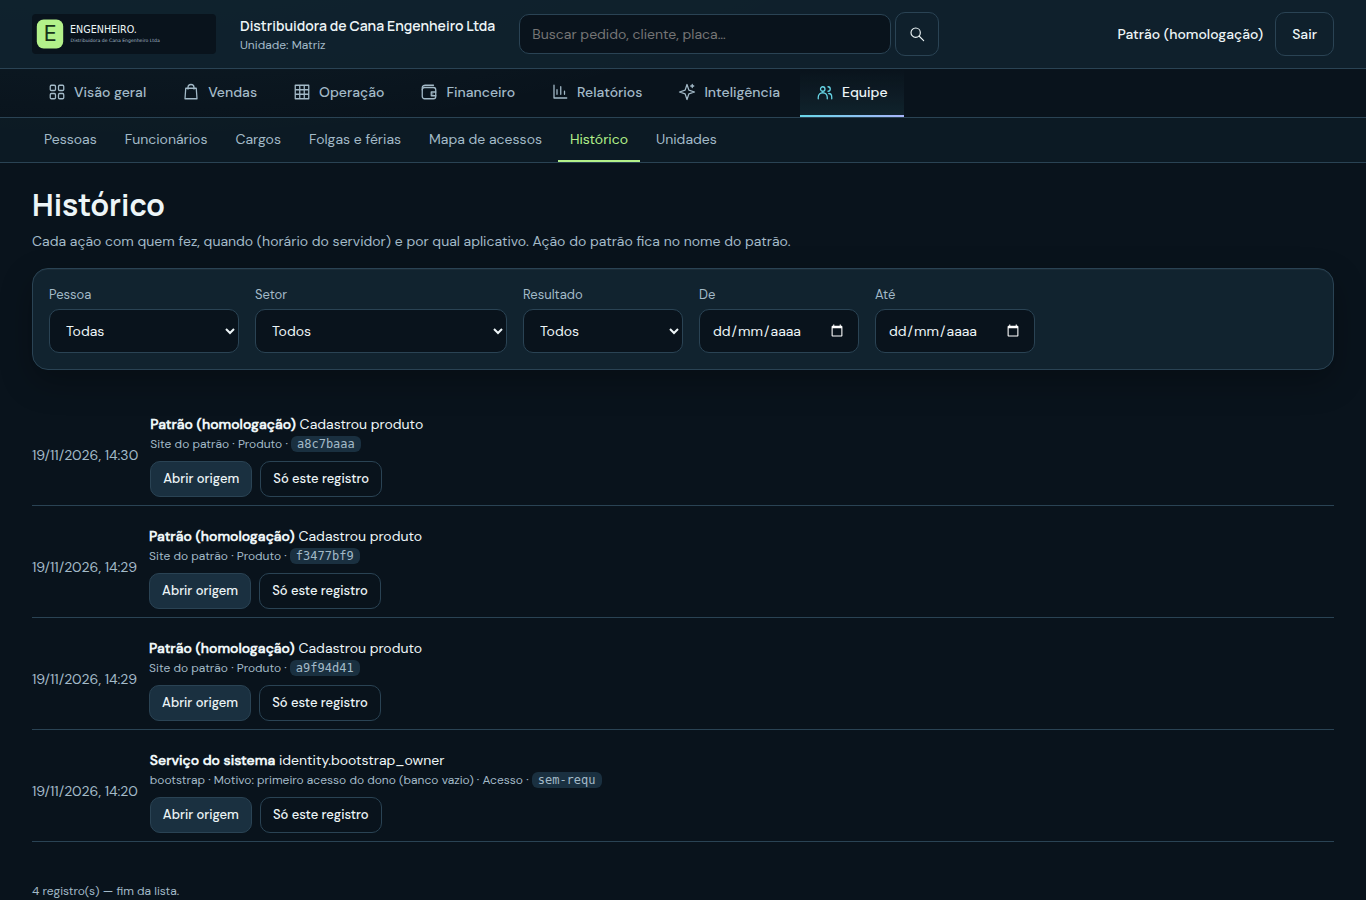 E ENGENHEIRO.
Distribuidora de Cana Engenheiro Ltda
Distribuidora de Cana Engenheiro Ltda
Unidade: Matriz
Buscar pedido, cliente, placa...
Patrão (homologação)
Sair
Visão geral
Vendas
Operação
Financeiro
Relatórios
Inteligência
Equipe
Pessoas
Funcionários
Cargos
Folgas e férias
Mapa de acessos
Histórico
Unidades
Histórico
Cada ação com quem fez, quando (horário do servidor) e por qual aplicativo. Ação do patrão fica no nome do patrão.
Pessoa
Setor
Resultado
De
Até
Todas
Todos
Todos
dd/mm/aaaa
dd/mm/aaaa
19/11/2026, 14:30
Patrão (homologação) Cadastrou produto
Site do patrão · Produto · a8c7baaa
Abrir origem
Só este registro
19/11/2026, 14:29
Patrão (homologação) Cadastrou produto
Site do patrão · Produto · f3477bf9
Abrir origem
Só este registro
19/11/2026, 14:29
Patrão (homologação) Cadastrou produto
Site do patrão · Produto · a9f94d41
Abrir origem
Só este registro
19/11/2026, 14:20
Serviço do sistema identity.bootstrap_owner
bootstrap · Motivo: primeiro acesso do dono (banco vazio) · Acesso · sem-requ
Abrir origem
Só este registro
4 registro(s) — fim da lista.